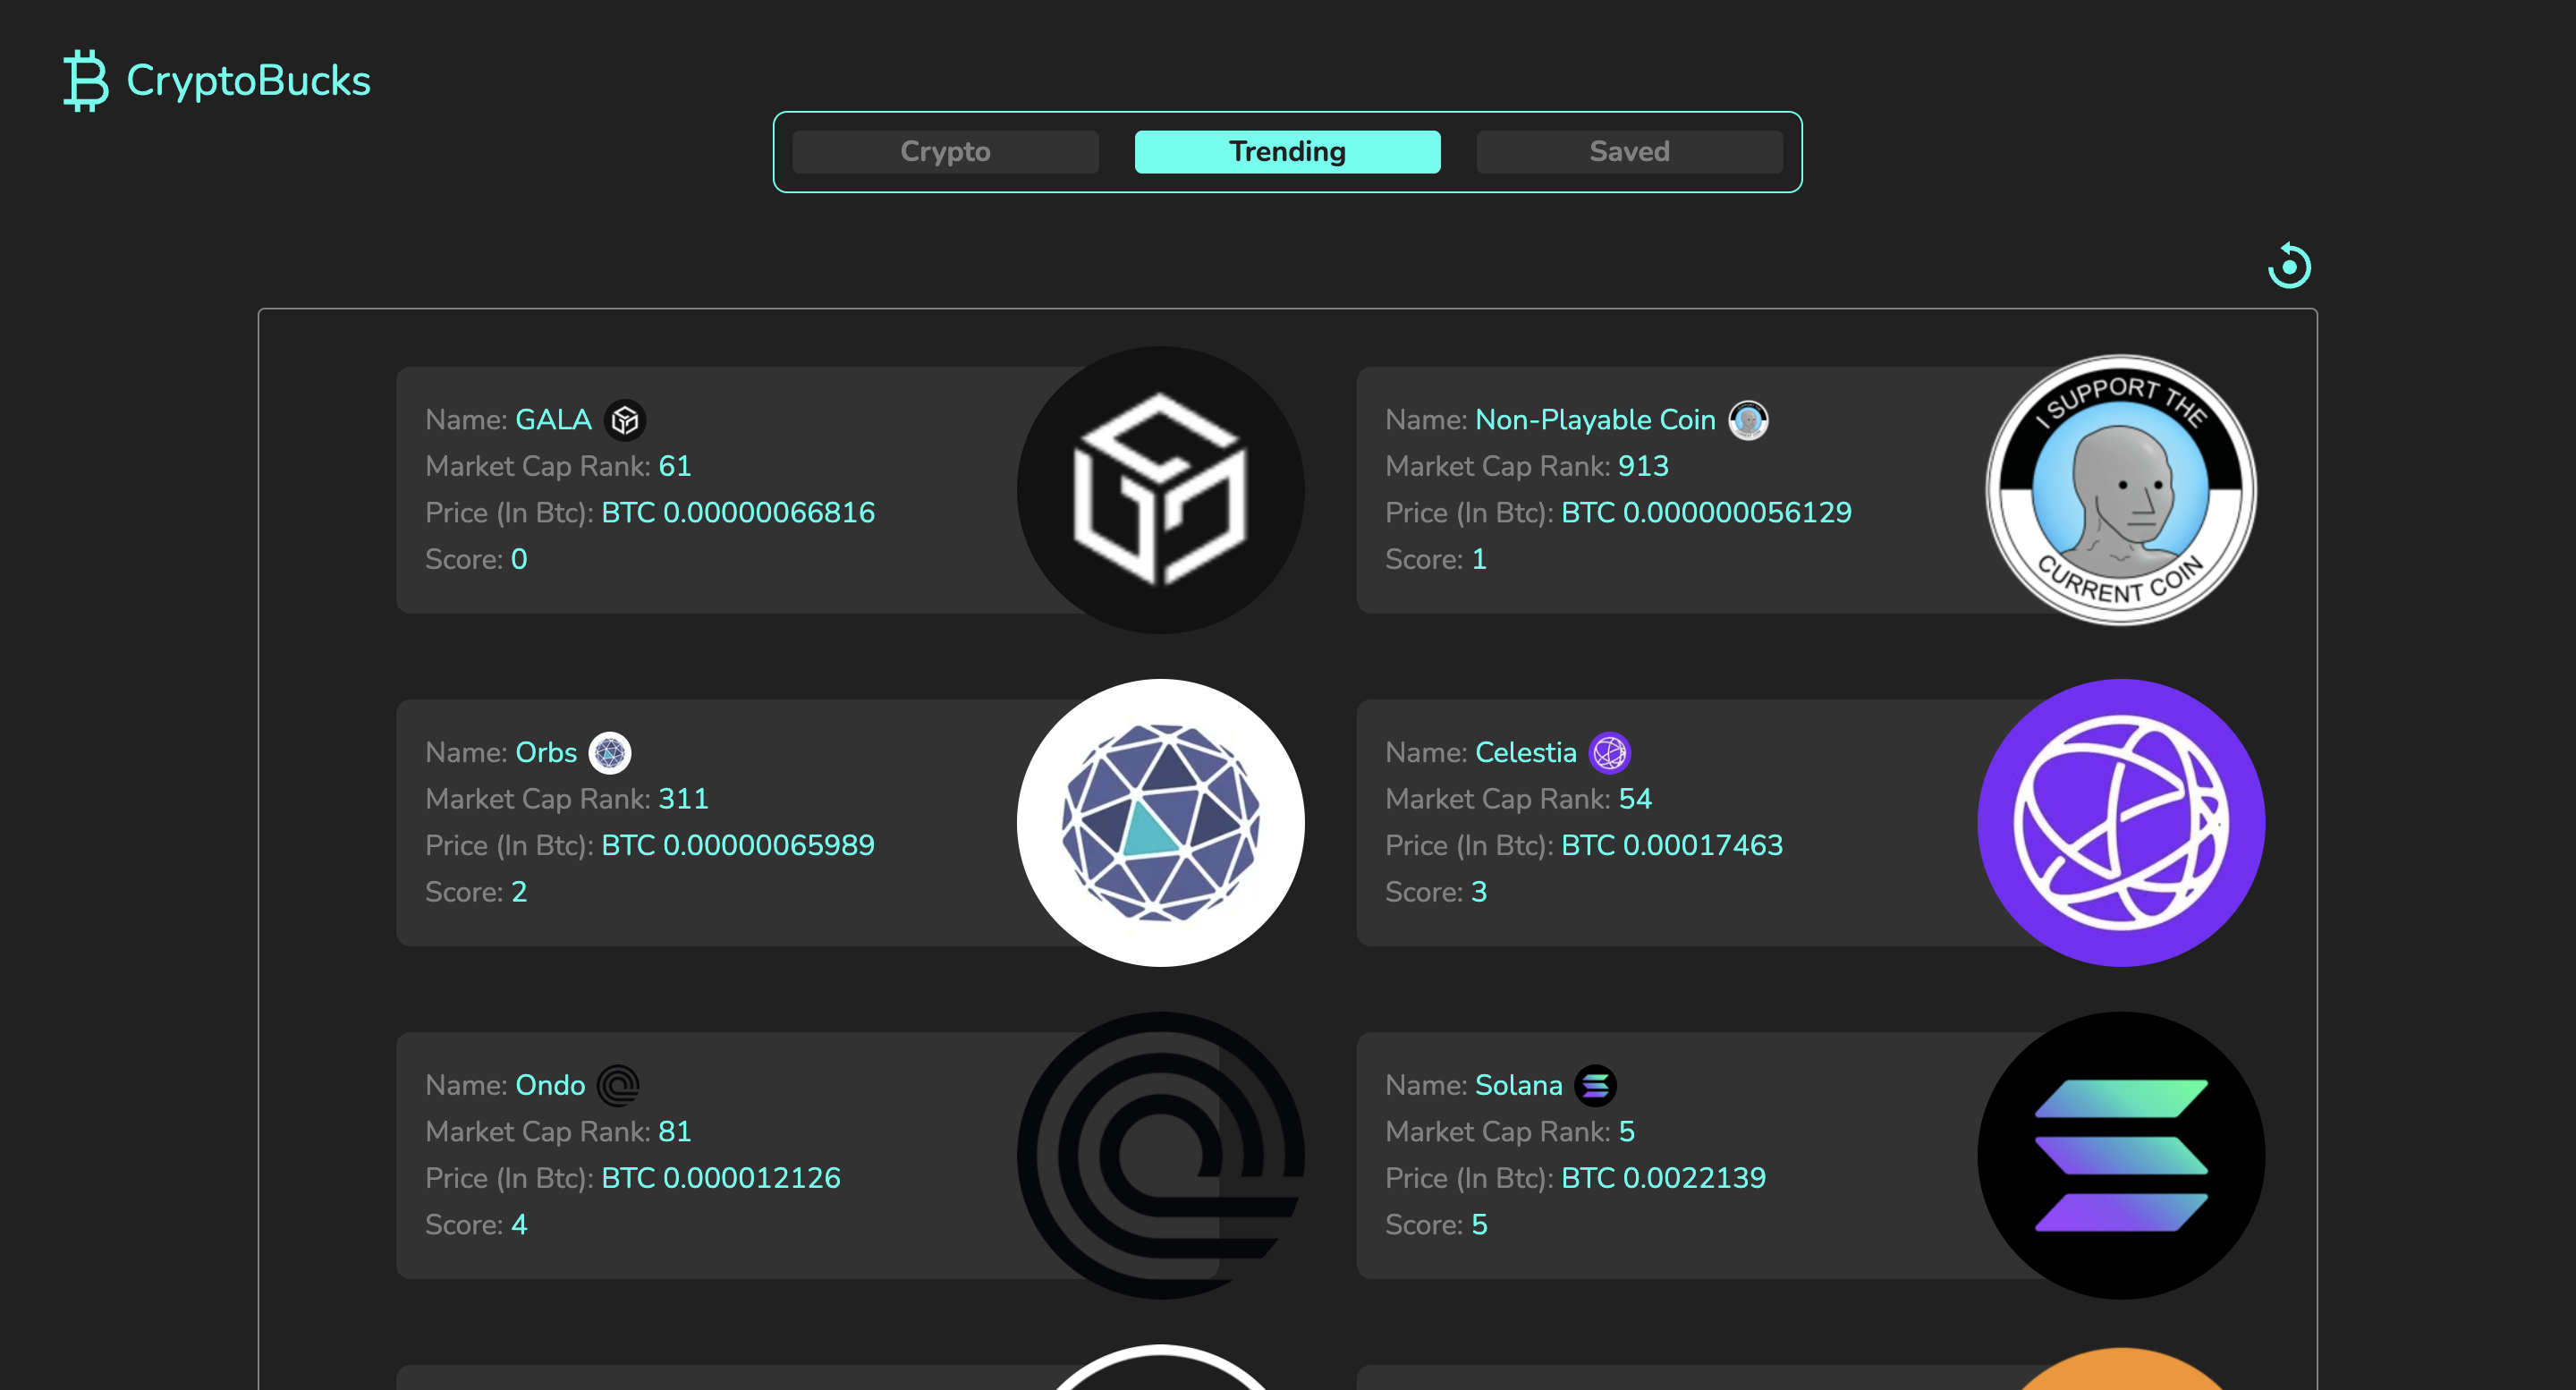 CryptoBucks
Crypto
Trending
Saved
Name: GALA
Market Cap Rank: 61
Price (In Btc): BTC 0.00000066816
Score: 0
Name: Non-Playable Coin
Market Cap Rank: 913
Price (In Btc): BTC 0.000000056129
Score: 1
I SUPPORT THE
CURRENT COIN
Name: Orbs
Market Cap Rank: 311
Price (In Btc): BTC 0.00000065989
Score: 2
Name: Celestia
Market Cap Rank: 54
Price (In Btc): BTC 0.00017463
Score: 3
Name: Ondo
Market Cap Rank: 81
Price (In Btc): BTC 0.000012126
Score: 4
Name: Solana
Market Cap Rank: 5
Price (In Btc): BTC 0.0022139
Score: 5